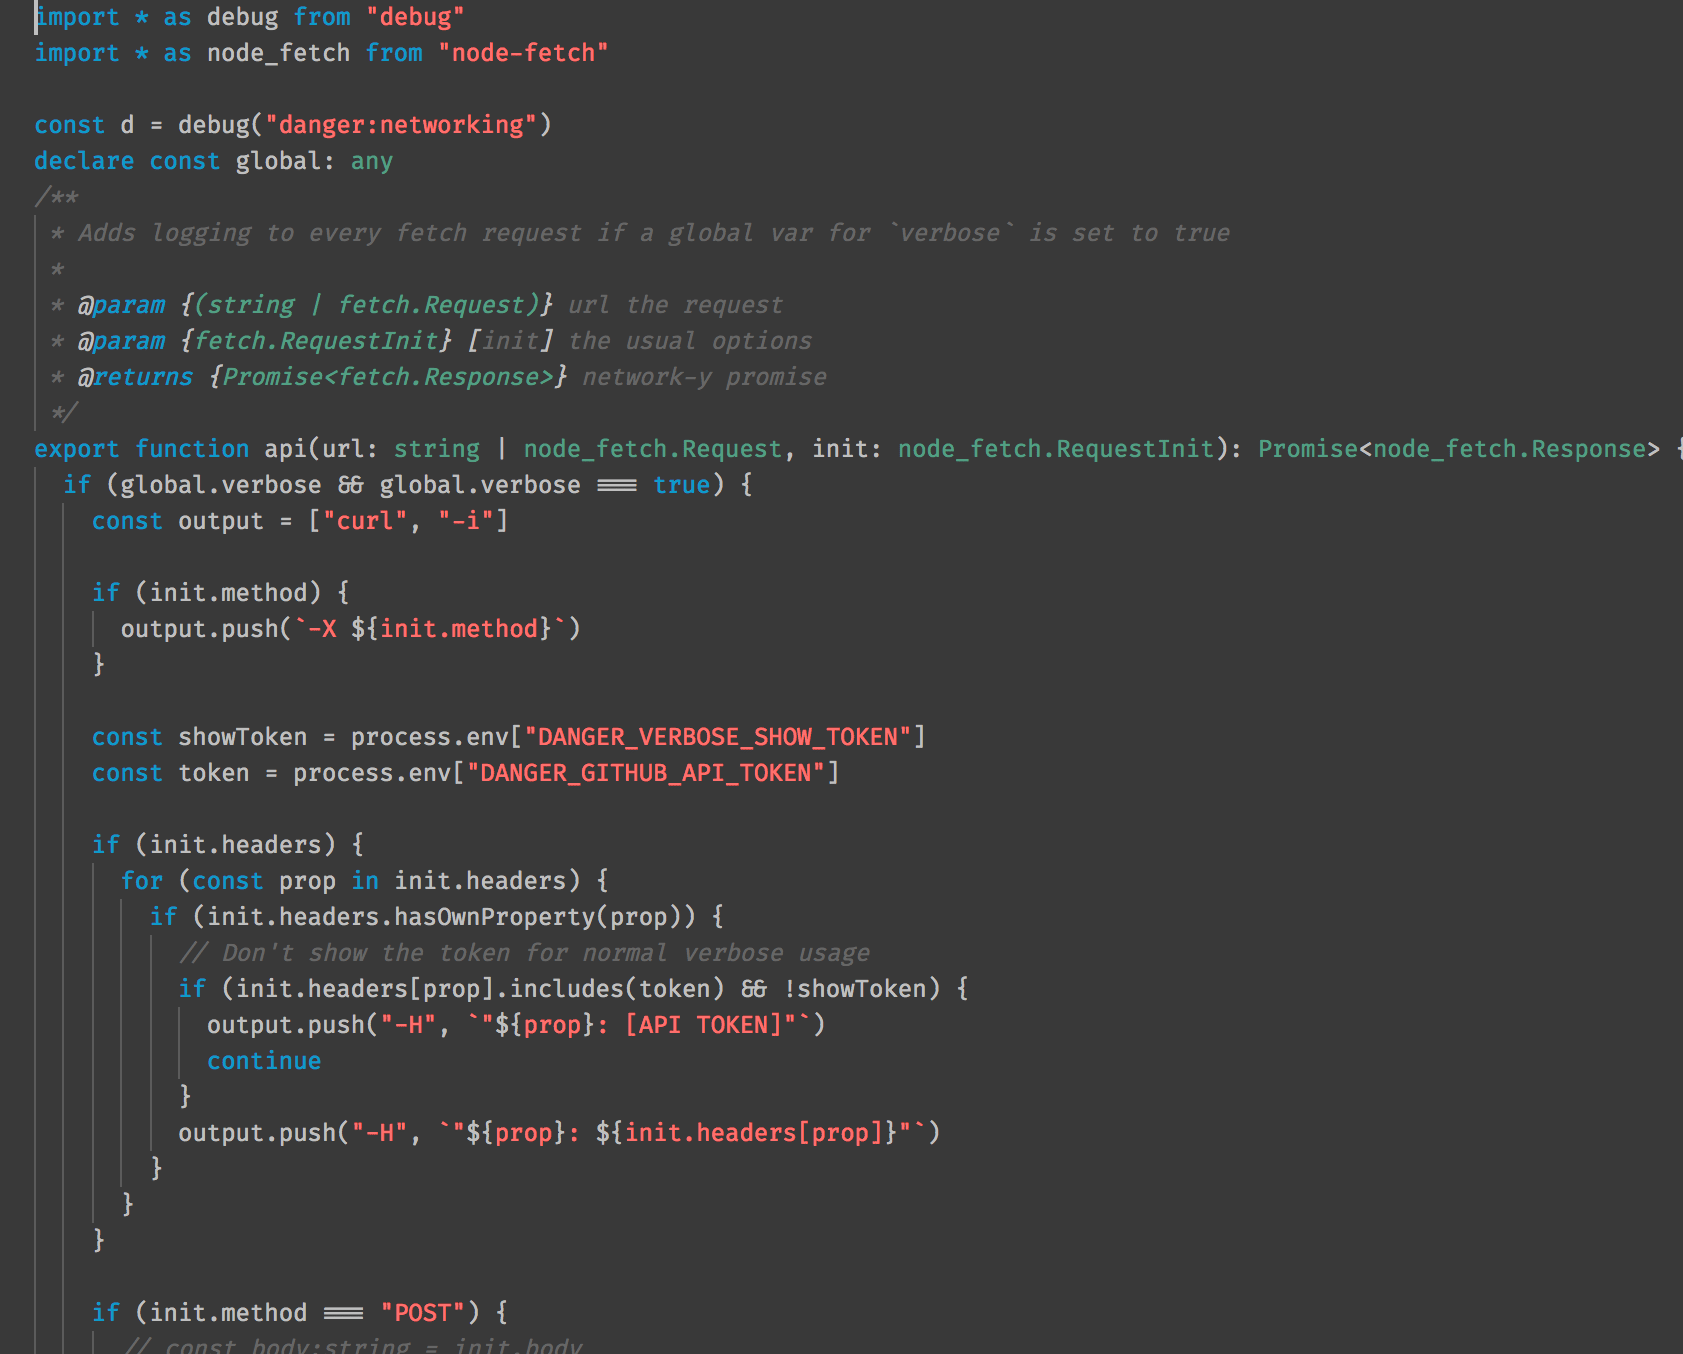 import * as debug from "debug"
import * as node_fetch from "node-fetch"

const d = debug("danger:networking")
declare const global: any
/**
 * Adds logging to every fetch request if a global var for `verbose` is set to true
 *
 * @param {(string | fetch.Request)} url the request
 * @param {fetch.RequestInit} [init] the usual options
 * @returns {Promise<fetch.Response>} network-y promise
 */
export function api(url: string | node_fetch.Request, init: node_fetch.RequestInit): Promise<node_fetch.Response> {
  if (global.verbose && global.verbose === true) {
    const output = ["curl", "-i"]

    if (init.method) {
      output.push(`-X ${init.method}`)
    }

    const showToken = process.env["DANGER_VERBOSE_SHOW_TOKEN"]
    const token = process.env["DANGER_GITHUB_API_TOKEN"]

    if (init.headers) {
      for (const prop in init.headers) {
        if (init.headers.hasOwnProperty(prop)) {
          // Don't show the token for normal verbose usage
          if (init.headers[prop].includes(token) && !showToken) {
            output.push("-H", `"${prop}: [API TOKEN]"`)
            continue
          }
          output.push("-H", `"${prop}: ${init.headers[prop]}"`)
        }
      }
    }

    if (init.method === "POST") {
      // const body:string = init.body